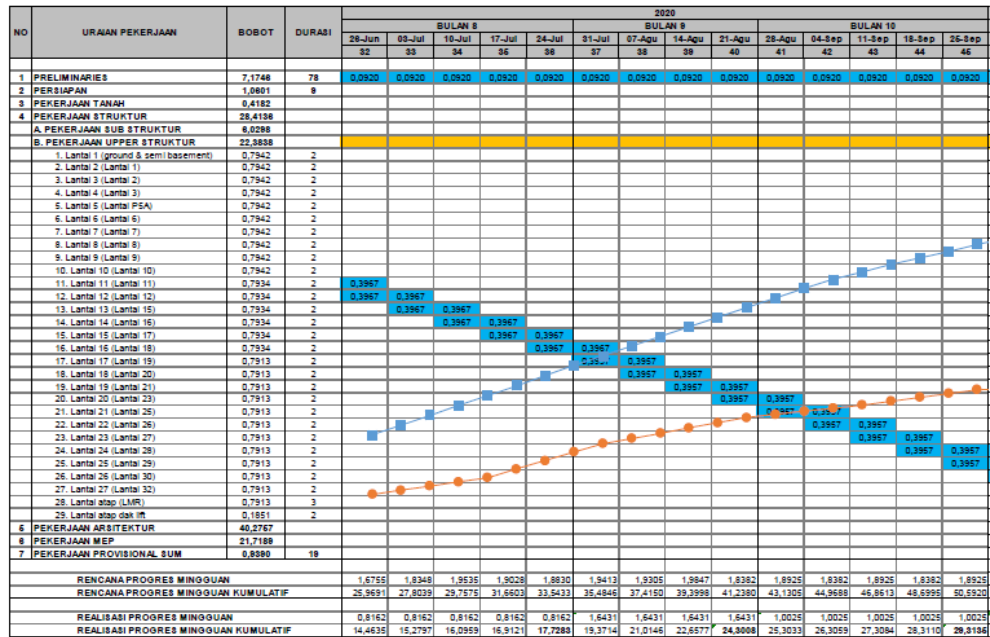 2020
NO URAIAN PEKERJAAN BOBOT DURASI BULAN 8 BULAN 9 BULAN 10
26-Jun 03-Jul 10-Jul 17-Jul 24-Jul 31-Jul 07-Agu 14-Agu 21-Agu 28-Agu 04-Sep 11-Sep 18-Sep 25-Sep
32 33 34 35 36 37 38 39 40 41 42 43 44 45
1 PRELIMINARIES 7,1746 78 0,0920 0,0920 0,0920 0,0920 0,0920 0,0920 0,0920 0,0920 0,0920 0,0920 0,0920 0,0920 0,0920 0,0920
2 PERSIAPAN 1,0601 9
3 PEKERJAAN TANAH 0,4182
4 PEKERJAAN STRUKTUR 28,4136
A. PEKERJAAN SUB STRUKTUR 6,0298
B. PEKERJAAN UPPER STRUKTUR 22,3838
1. Lantai 1 (ground & semi basement) 0,7942 2
2. Lantai 2 (Lantai 1) 0,7942 2
3. Lantai 3 (Lantai 2) 0,7942 2
4. Lantai 4 (Lantai 3) 0,7942 2
5. Lantai 5 (Lantai P5A) 0,7942 2
6. Lantai 6 (Lantai 6) 0,7942 2
7. Lantai 7 (Lantai 7) 0,7942 2
8. Lantai 8 (Lantai 8) 0,7942 2
9. Lantai 9 (Lantai 9) 0,7942 2
10. Lantai 10 (Lantai 10) 0,7942 2
11. Lantai 11 (Lantai 11) 0,7934 2 0,3967
12. Lantai 12 (Lantai 12) 0,7934 2 0,3967 0,3967
13. Lantai 13 (Lantai 15) 0,7934 2 0,3967 0,3967
14. Lantai 14 (Lantai 16) 0,7934 2 0,3967 0,3967
15. Lantai 15 (Lantai 17) 0,7934 2 0,3967 0,3967
16. Lantai 16 (Lantai 18) 0,7934 2 0,3967 0,3967
17. Lantai 17 (Lantai 19) 0,7913 2 0,3957
18. Lantai 18 (Lantai 20) 0,7913 2 0,3957 0,3957
19. Lantai 19 (Lantai 21) 0,7913 2 0,3957 0,3957
20. Lantai 20 (Lantai 23) 0,7913 2 0,3957 0,3957
21. Lantai 21 (Lantai 25) 0,7913 2
22. Lantai 22 (Lantai 26) 0,7913 2 0,3957 0,3957
23. Lantai 23 (Lantai 27) 0,7913 2 0,3957 0,3957
24. Lantai 24 (Lantai 28) 0,7913 2 0,3957 0,3957
25. Lantai 25 (Lantai 29) 0,7913 2 0,3957
26. Lantai 26 (Lantai 30) 0,7913 2
27. Lantai 27 (Lantai 32) 0,7913 2
28. Lantai atap (LMR) 0,7913 3
29. Lantai atap dak lift 0,1851 2
5 PEKERJAAN ARSITEKTUR 40,2757
6 PEKERJAAN MEP 21,7189
7 PEKERJAAN PROVISIONAL SUM 0,9390 19
RENCANA PROGRES MINGGUAN 1,6755 1,8348 1,9535 1,9028 1,8830 1,9413 1,9305 1,9847 1,8382 1,8925 1,8382 1,8925 1,8382 1,8925
RENCANA PROGRES MINGGUAN KUMULATIF 25,9691 27,8039 29,7575 31,6603 33,5433 35,4846 37,4150 39,3998 41,2380 43,1305 44,9688 46,8613 48,6995 50,5920
REALISASI PROGRES MINGGUAN 0,8162 0,8162 0,8162 0,8162 0,8162 1,6431 1,6431 1,6431 1,6431 1,0025 1,0025 1,0025 1,0025 1,0025
REALISASI PROGRES MINGGUAN KUMULATIF 14,4635 15,2797 16,0959 16,9121 17,7283 19,3714 21,0146 22,6577 24,3008 25,3033 26,3059 27,3084 28,3110 29,3136